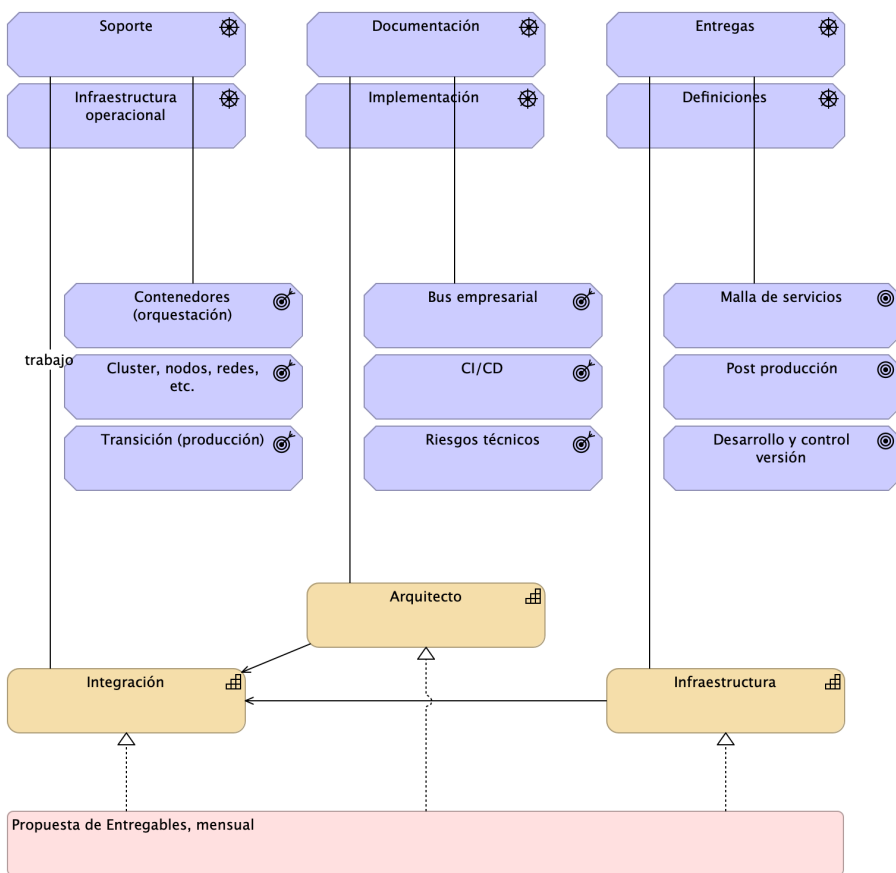 Soporte
Documentación
Entregas
Infraestructura
operacional
Implementación
Definiciones
Contenedores
(orquestación)
Bus empresarial
Malla de servicios
trabajo
Cluster, nodos, redes,
etc.
CI/CD
Post producción
Transición (producción)
Riesgos técnicos
Desarrollo y control
versión
Arquitecto
Integración
Infraestructura
Propuesta de Entregables, mensual